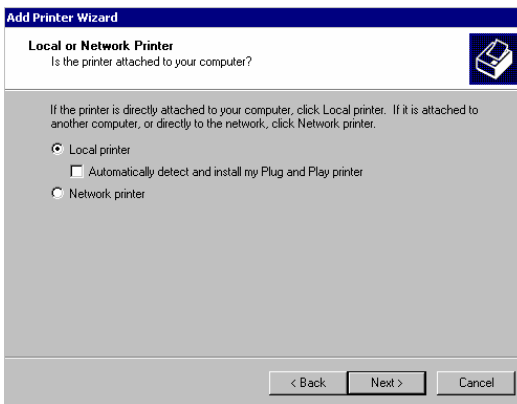 Add Printer Wizard
Local or Network Printer
Is the printer attached to your computer?
If the printer is directly attached to your computer, click Local printer. If it is attached to
another computer, or directly to the network, click Network printer.
Local printer
Automatically detect and install my Plug and Play printer
Network printer
< Back Next > Cancel